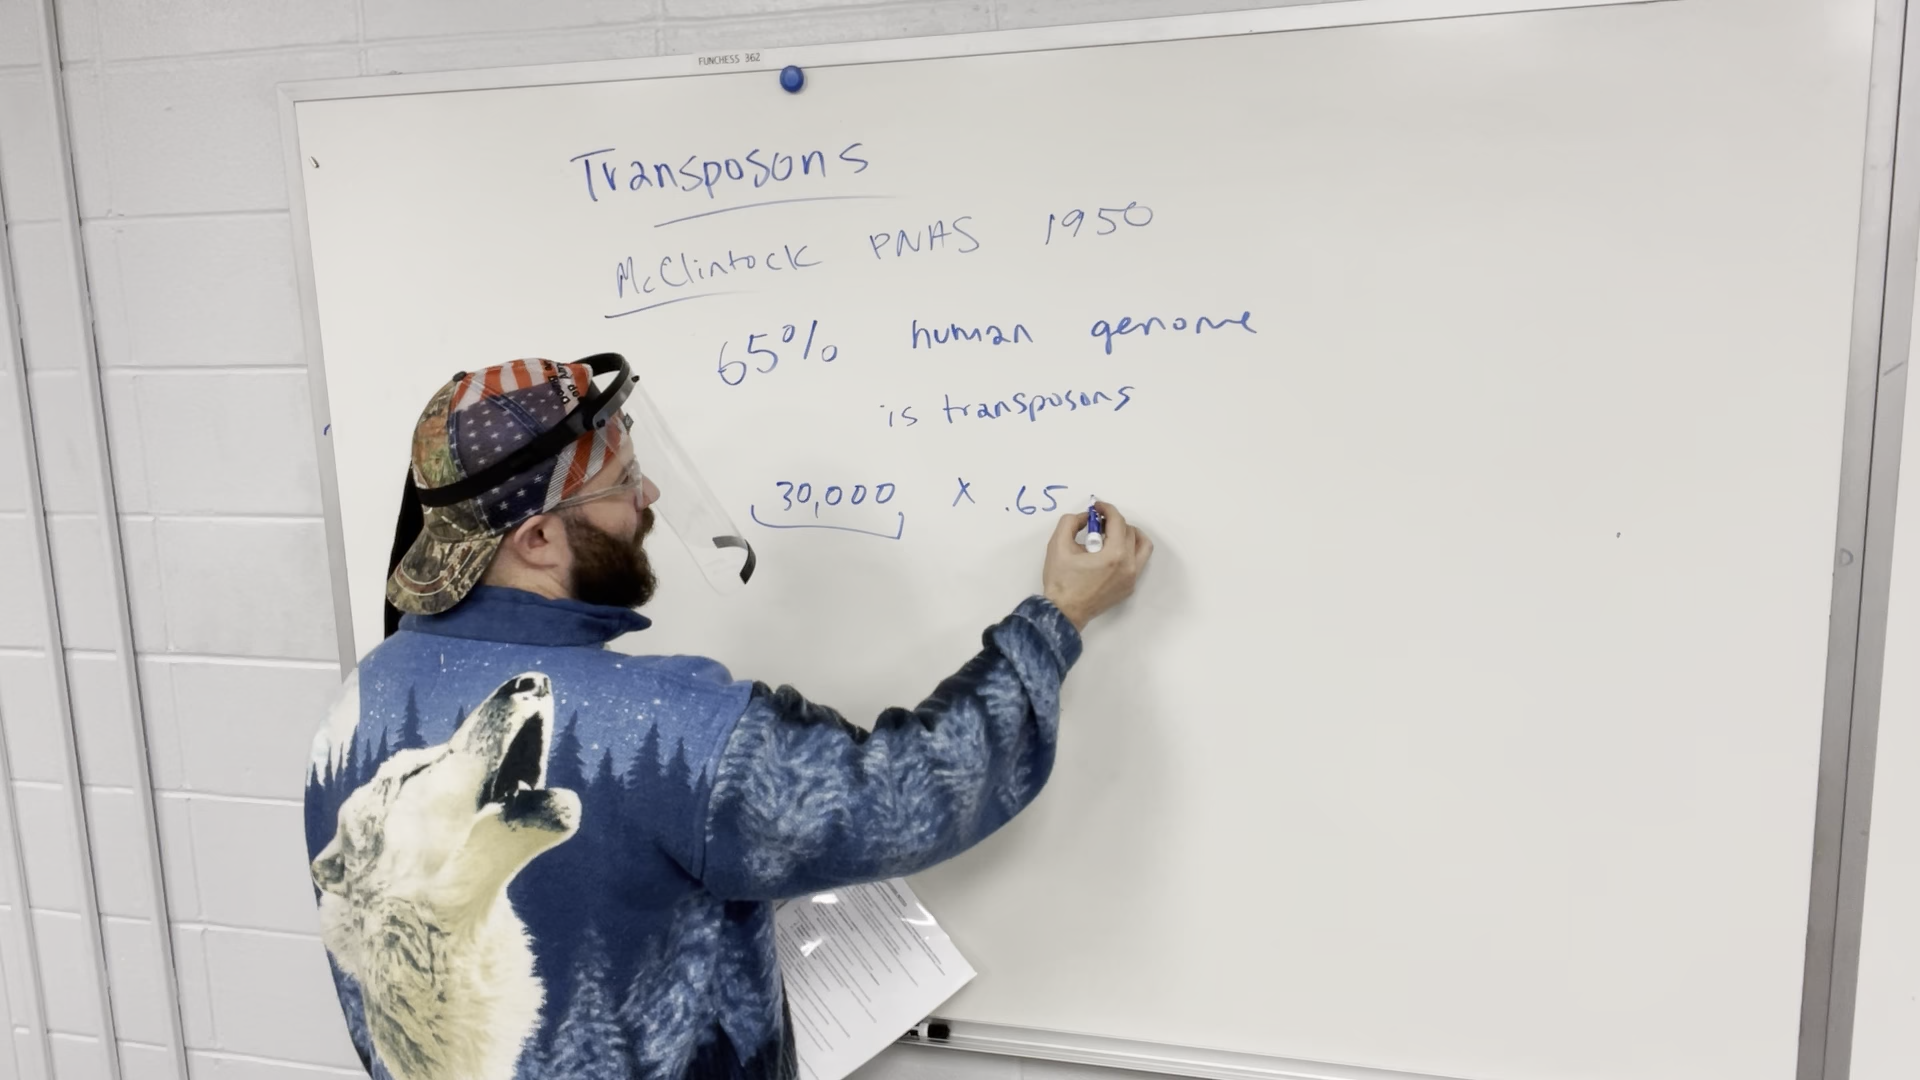 FUNCHESS 362
Transposons
McClintock PNAS 1950
65% human genome
is transposons
30,000 x .65